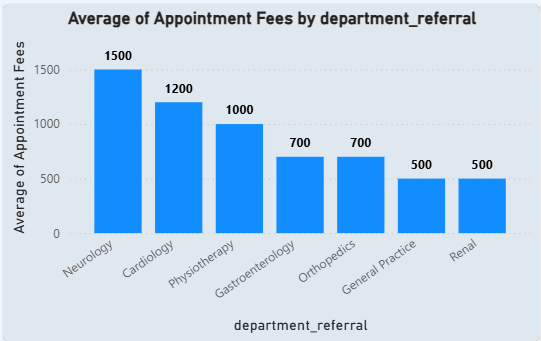 Average of Appointment Fees by department_referral
Average of Appointment Fees
1500
1000
500
0
1500
1200
1000
700
700
500
500
Neurology
Cardiology
Physiotherapy
Gastroenterology
Orthopedics
General Practice
Renal
department_referral